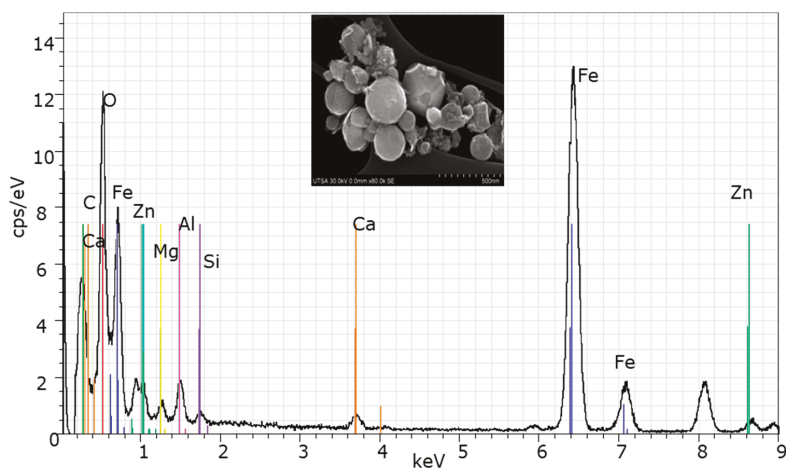 14
12
10
8
6
4
2
0
cps/eV
O
C
Fe
Ca
Zn
Mg
Al
Si
Ca
Fe
Fe
Zn
UTSA 30.0kV 0.0mm x80.0k SE
500nm
1
2
3
4
5
6
7
8
9
keV